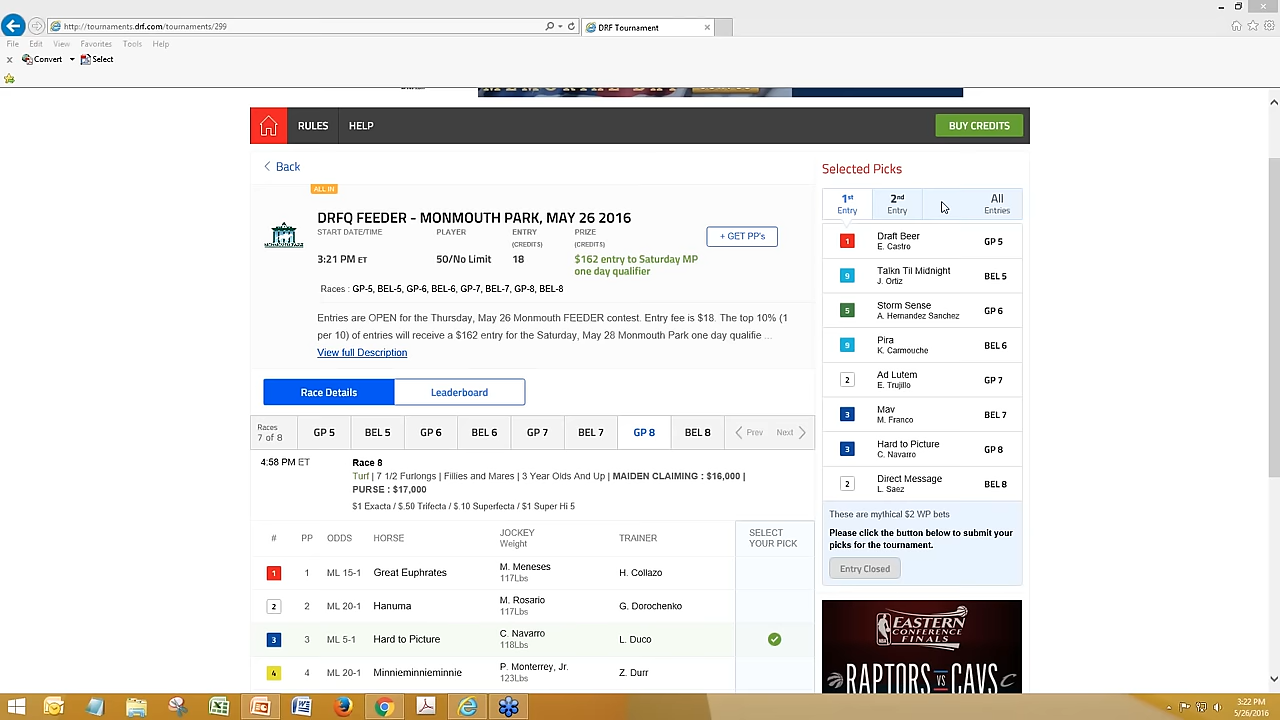 http://tournaments.drf.com/tournaments/299
DRF Tournament
File Edit View Favorites Tools Help
Convert Select
RULES HELP BUY CREDITS
Back
ALL IN
DRFQ FEEDER - MONMOUTH PARK, MAY 26 2016
START DATE/TIME PLAYER ENTRY (CREDITS) PRIZE (CREDITS)
+ GET PP's
3:21 PM ET 50/No Limit 18 $162 entry to Saturday MP
one day qualifier
Races : GP-5, BEL-5, GP-6, BEL-6, GP-7, BEL-7, GP-8, BEL-8
Entries are OPEN for the Thursday, May 26 Monmouth FEEDER contest. Entry fee is $18. The top 10% (1
per 10) of entries will receive a $162 entry for the Saturday, May 28 Monmouth Park one day qualifie ...
View full Description
Race Details Leaderboard
Races
7 of 8
GP 5 BEL 5 GP 6 BEL 6 GP 7 BEL 7 GP 8 BEL 8 Prev Next
4:58 PM ET Race 8
Turf | 7 1/2 Furlongs | Fillies and Mares | 3 Year Olds And Up | MAIDEN CLAIMING : $16,000 |
PURSE : $17,000
$1 Exacta / $.50 Trifecta / $.10 Superfecta / $1 Super Hi 5
# PP ODDS HORSE JOCKEY Weight TRAINER SELECT YOUR PICK
1 1 ML 15-1 Great Euphrates M. Meneses 117Lbs H. Collazo
2 2 ML 20-1 Hanuma M. Rosario 117Lbs G. Dorochenko
3 3 ML 5-1 Hard to Picture C. Navarro 118Lbs L. Duco
4 4 ML 20-1 Minnieminnieminnie P. Monterrey, Jr. 123Lbs Z. Durr
Selected Picks
1st Entry 2nd Entry All Entries
1 Draft Beer E. Castro GP 5
9 Talkn Til Midnight J. Ortiz BEL 5
5 Storm Sense A. Hernandez Sanchez GP 6
9 Pira K. Carmouche BEL 6
2 Ad Lutem E. Trujillo GP 7
3 Mav M. Franco BEL 7
3 Hard to Picture C. Navarro GP 8
2 Direct Message L. Saez BEL 8
These are mythical $2 WP bets
Please click the button below to submit your
picks for the tournament.
Entry Closed
EASTERN
CONFERENCE
FINALS
RAPTORS VS CAVS
3:22 PM
5/26/2016